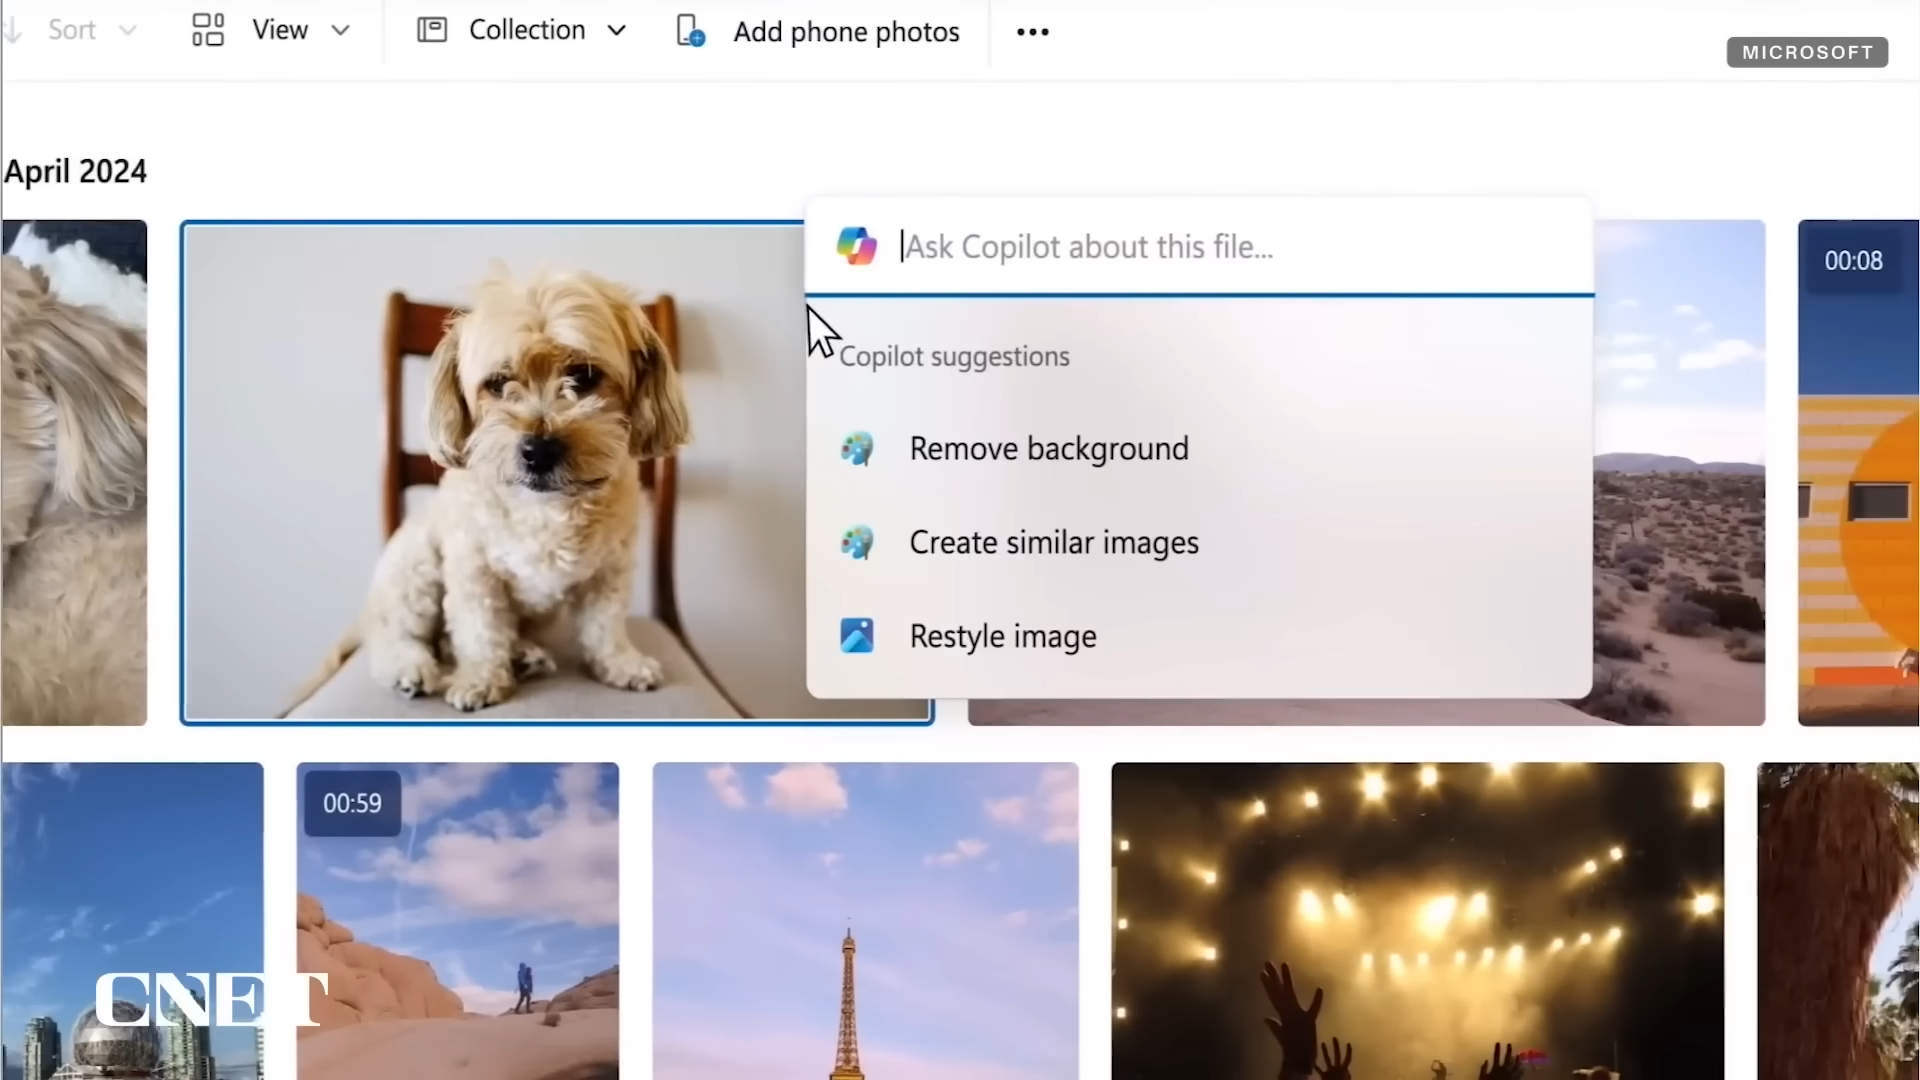 Sort
View
Collection
Add phone photos
MICROSOFT
April 2024
Ask Copilot about this file...
00:08
Copilot suggestions
Remove background
Create similar images
Restyle image
00:59
CNET